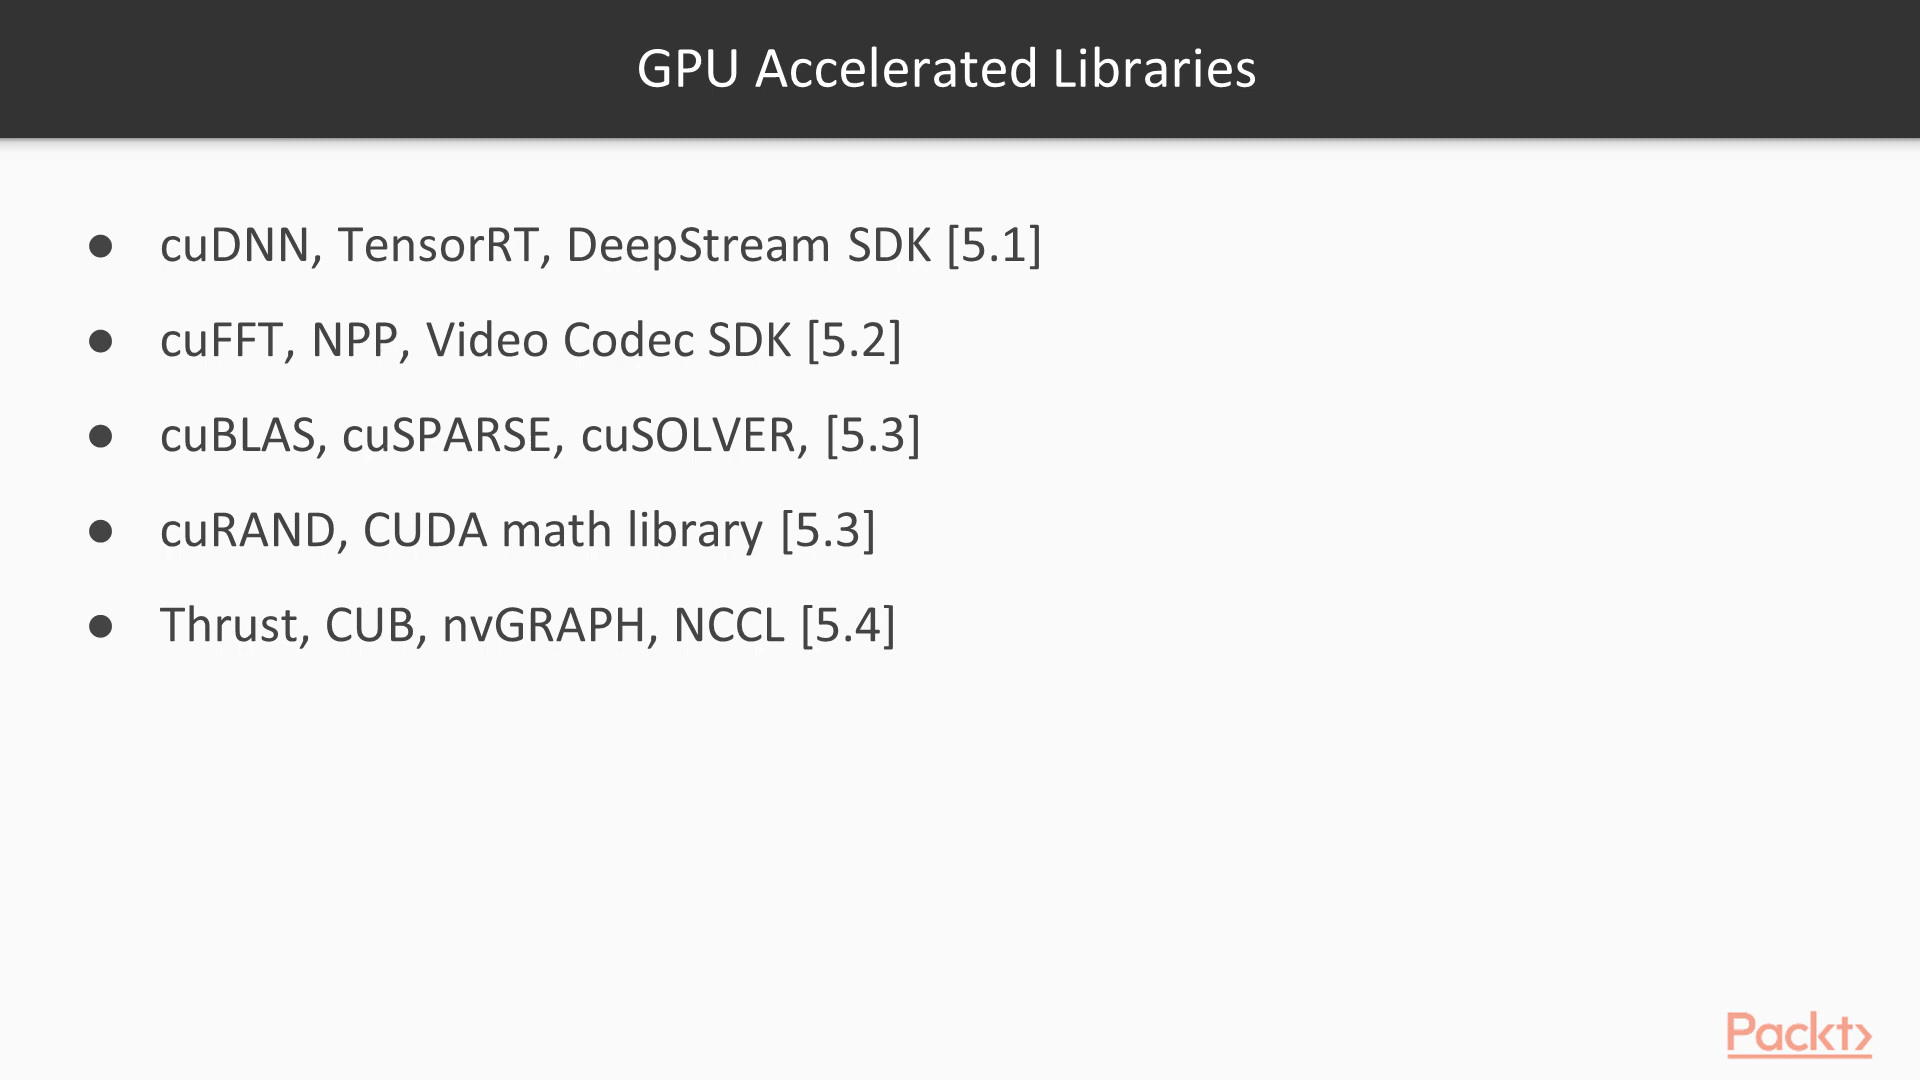 GPU Accelerated Libraries
● cuDNN, TensorRT, DeepStream SDK [5.1]
● cuFFT, NPP, Video Codec SDK [5.2]
● cuBLAS, cuSPARSE, cuSOLVER, [5.3]
● cuRAND, CUDA math library [5.3]
● Thrust, CUB, nvGRAPH, NCCL [5.4]
Packt>